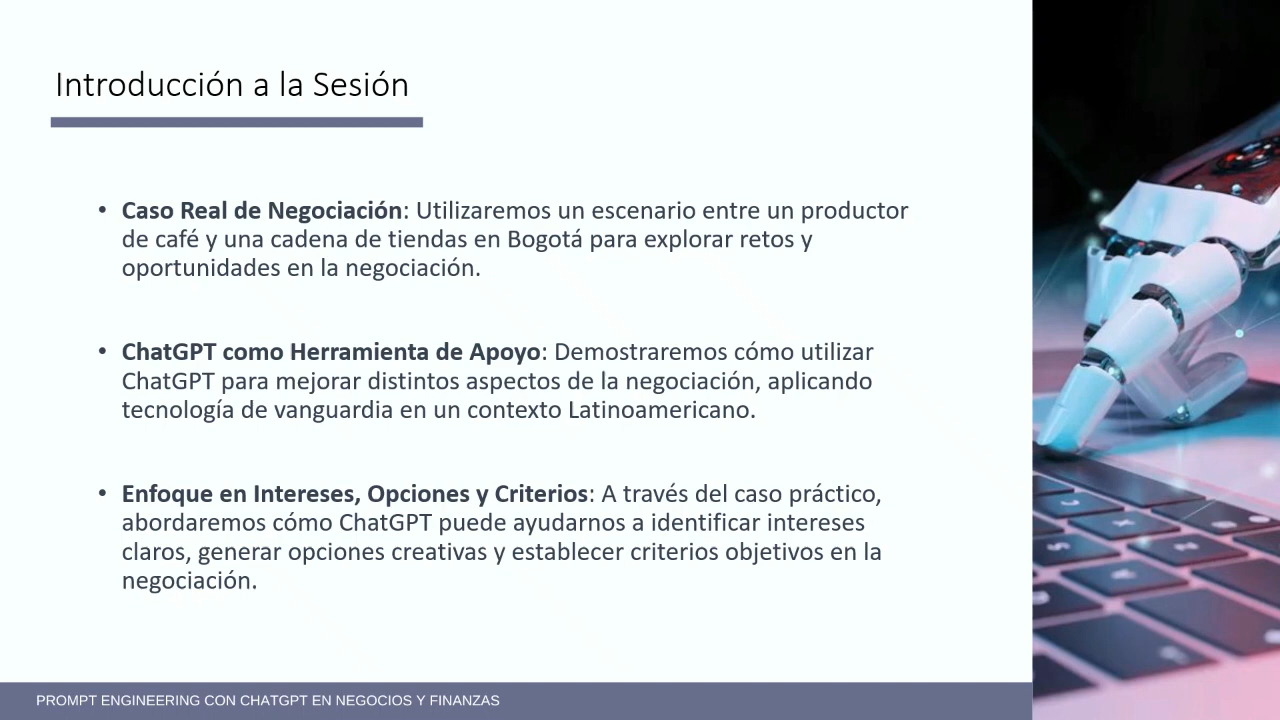 Introducción a la Sesión
• Caso Real de Negociación: Utilizaremos un escenario entre un productor
de café y una cadena de tiendas en Bogotá para explorar retos y
oportunidades en la negociación.
• ChatGPT como Herramienta de Apoyo: Demostraremos cómo utilizar
ChatGPT para mejorar distintos aspectos de la negociación, aplicando
tecnología de vanguardia en un contexto Latinoamericano.
• Enfoque en Intereses, Opciones y Criterios: A través del caso práctico,
abordaremos cómo ChatGPT puede ayudarnos a identificar intereses
claros, generar opciones creativas y establecer criterios objetivos en la
negociación.
PROMPT ENGINEERING CON CHATGPT EN NEGOCIOS Y FINANZAS